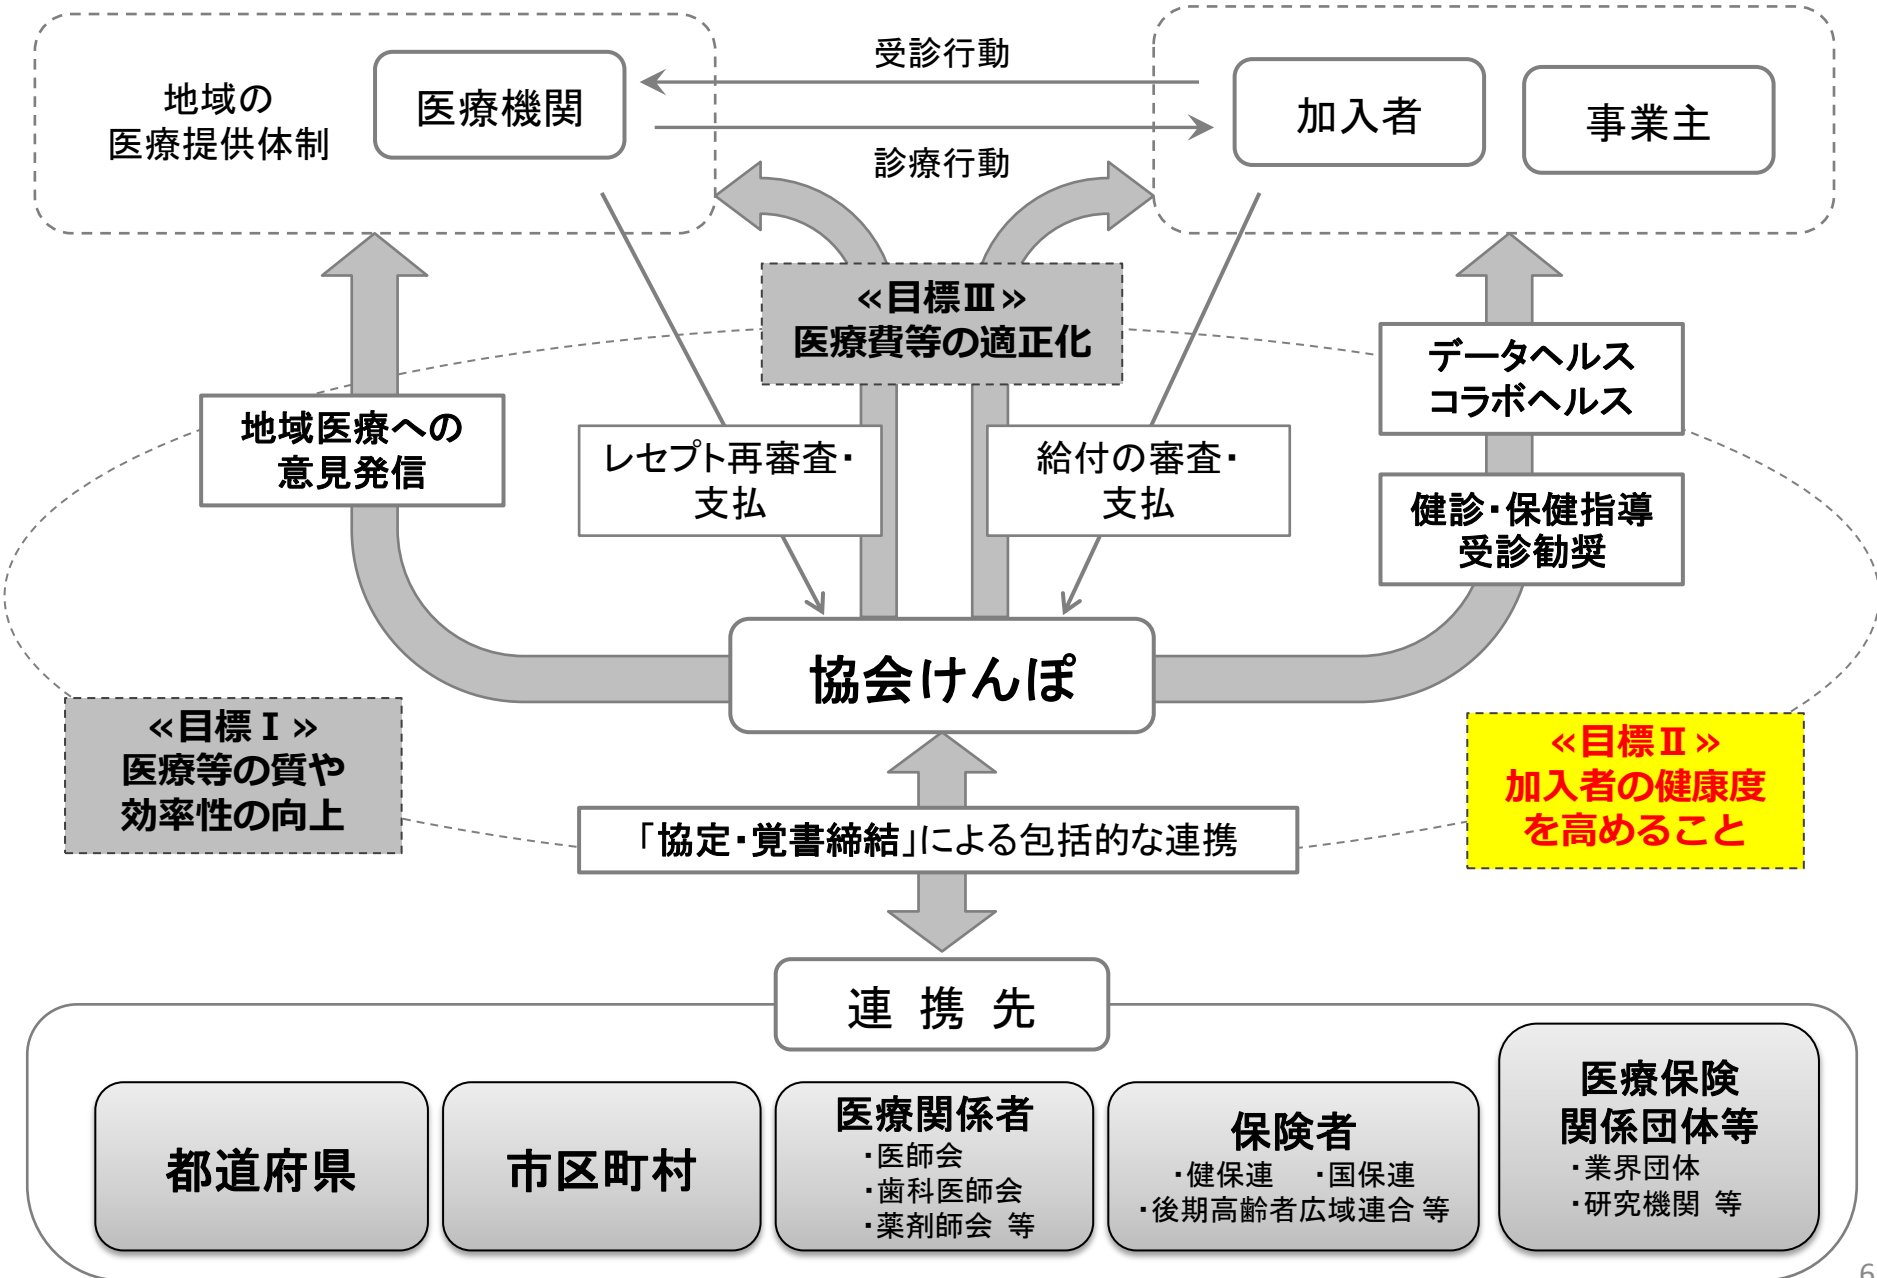 受診行動
地域の
医療提供体制
医療機関
加入者
事業主
診療行動
≪目標Ⅲ≫
医療費等の適正化
データヘルス
コラボヘルス
地域医療への
意見発信
レセプト再審査・
支払
給付の審査・
支払
健診・保健指導
受診勧奨
協会けんぽ
≪目標Ⅰ≫
医療等の質や
効率性の向上
≪目標Ⅱ≫
加入者の健康度
を高めること
「協定・覚書締結」による包括的な連携
連 携 先
都道府県
市区町村
医療関係者
・医師会
・歯科医師会
・薬剤師会 等
保険者
・健保連 ・国保連
・後期高齢者広域連合 等
医療保険
関係団体等
・業界団体
・研究機関 等
6